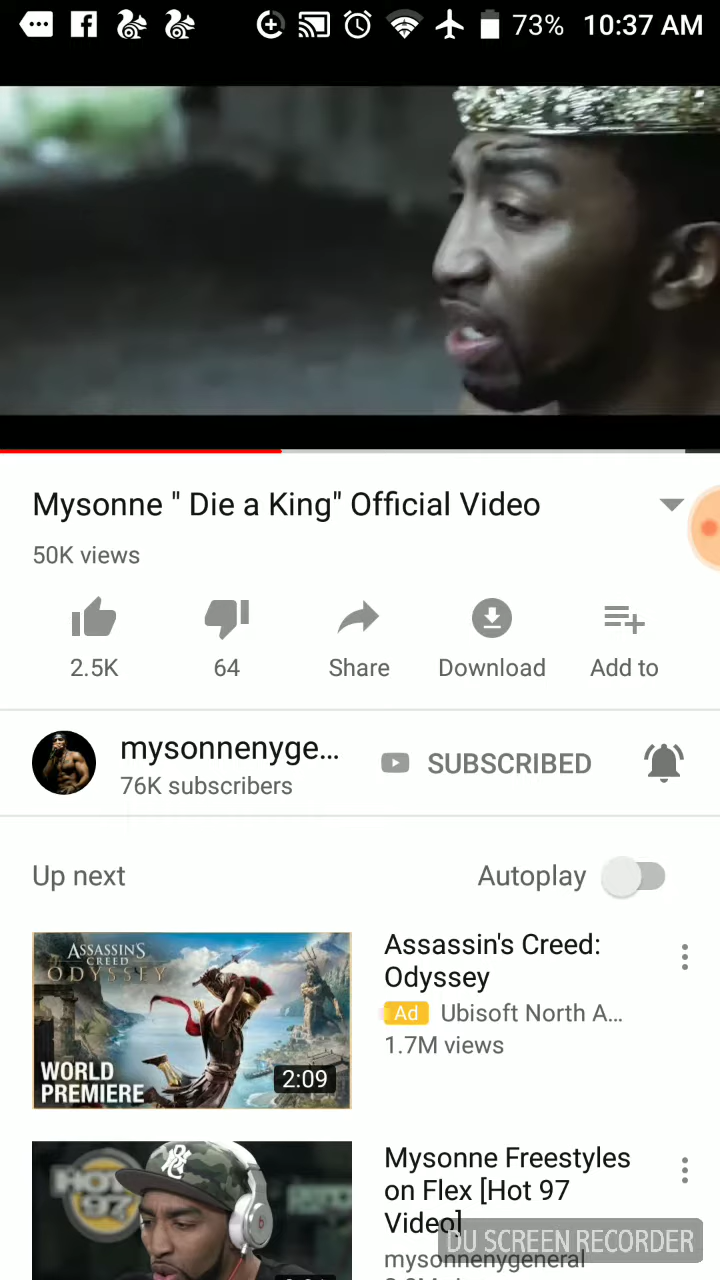 73% 10:37 AM
Mysonne " Die a King" Official Video
50K views
2.5K
64
Share
Download
Add to
mysonnenyge...
SUBSCRIBED
76K subscribers
Up next
Autoplay
ASSASSIN'S
CREED
ODYSSEY
WORLD
PREMIERE
2:09
Assassin's Creed:
Odyssey
Ad Ubisoft North A...
1.7M views
HOT
97
Mysonne Freestyles
on Flex [Hot 97
Video]
mysonnenygeneral
DU SCREEN RECORDER